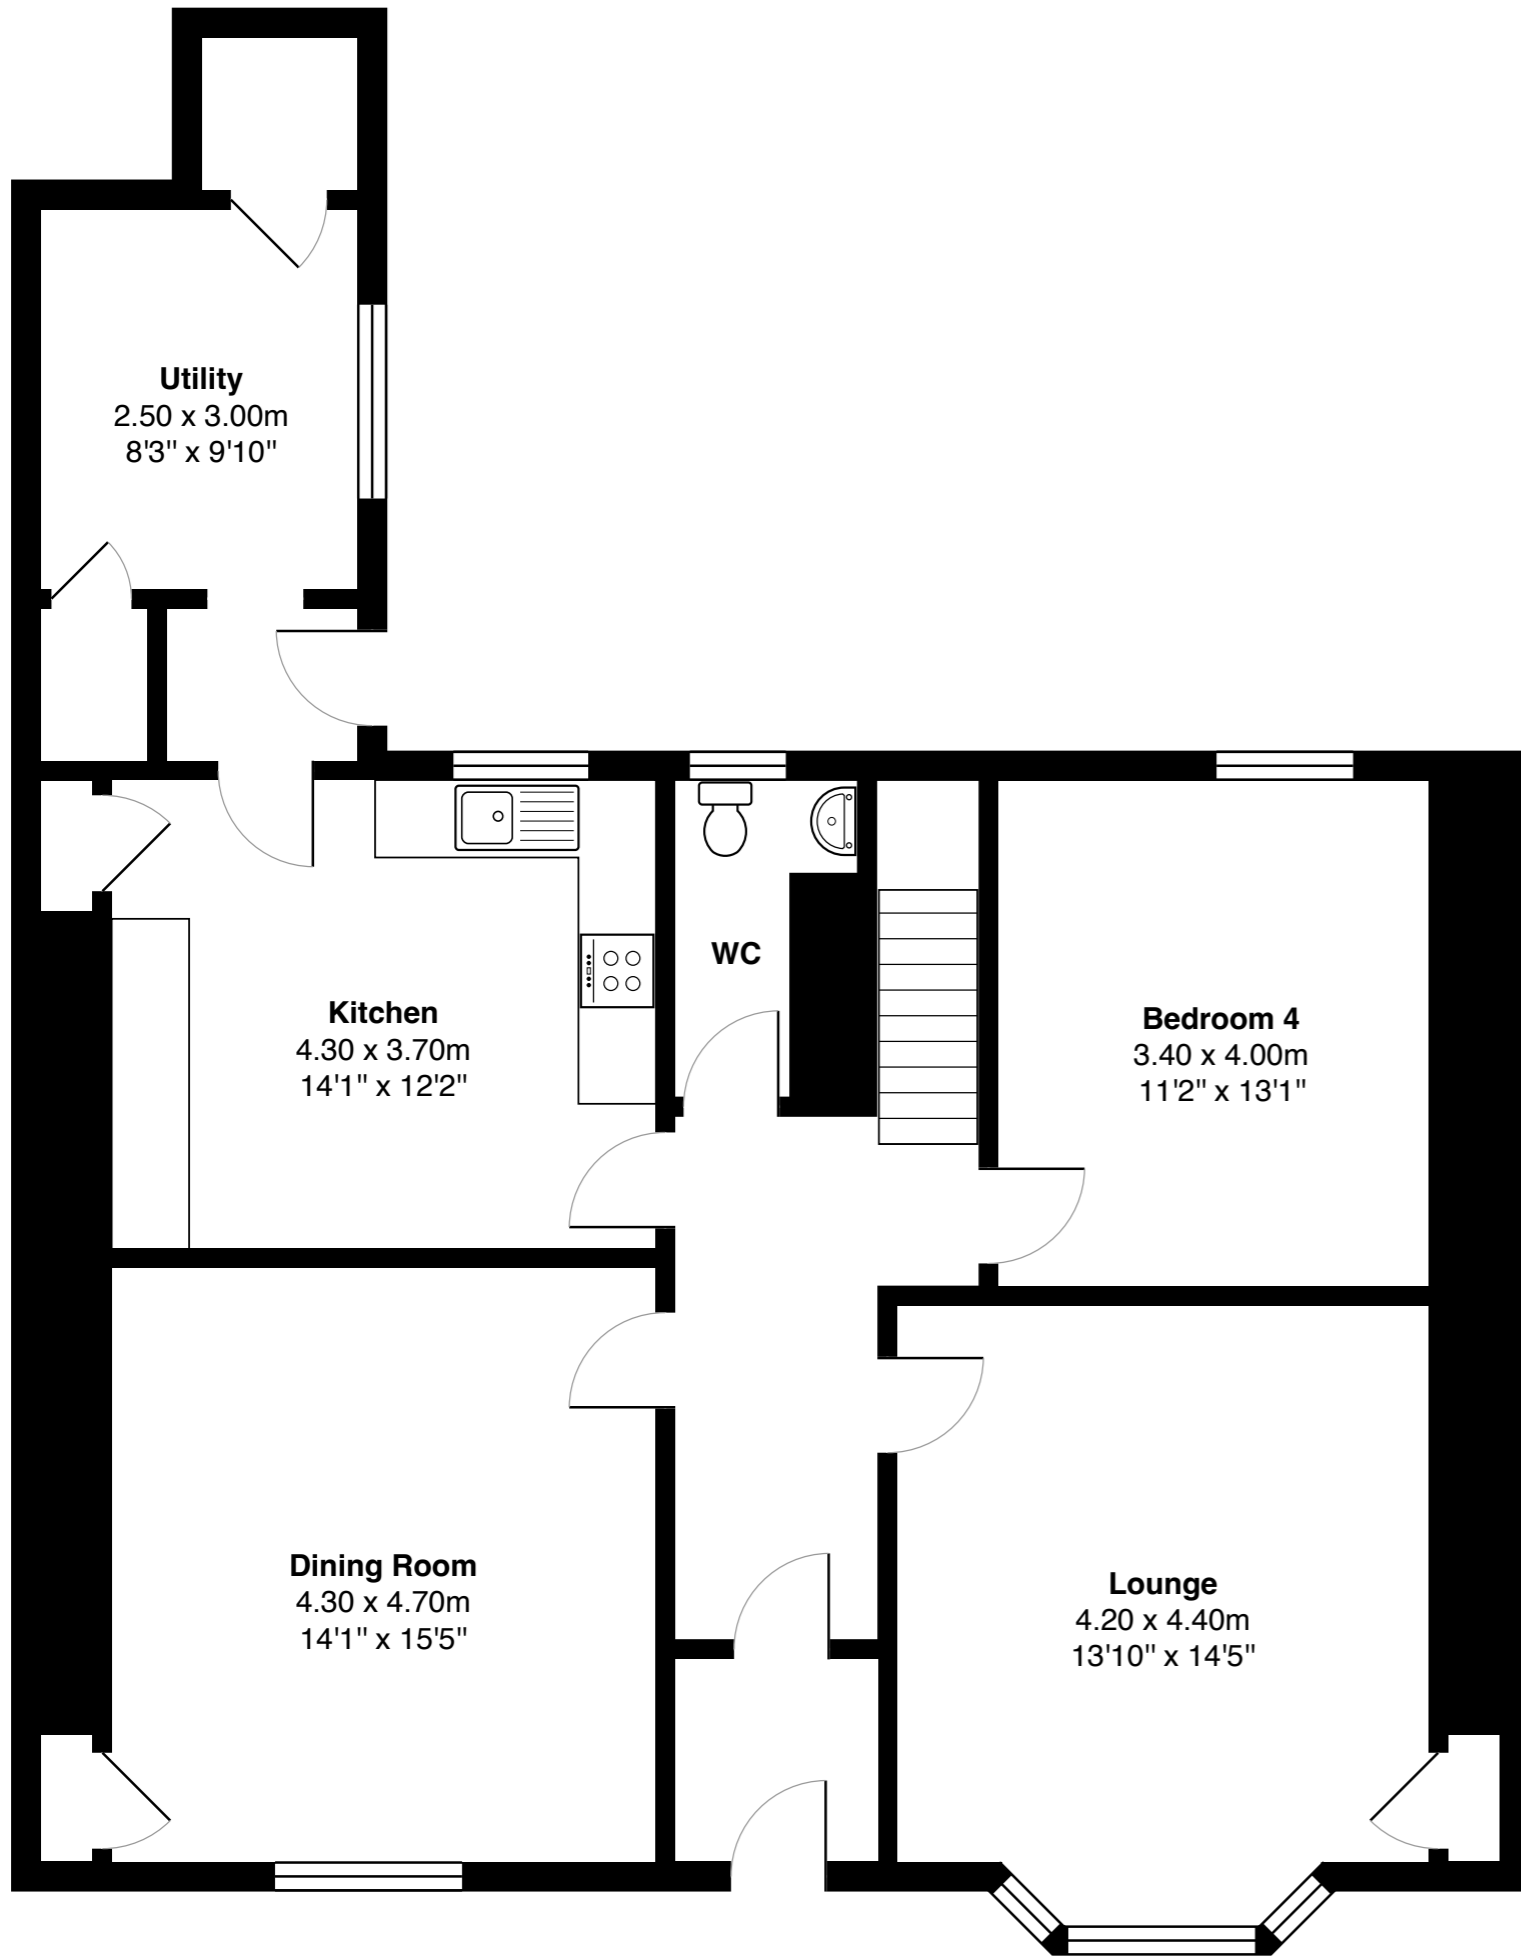 Utility
2.50 x 3.00m
8'3" x 9'10"
WC
Kitchen
4.30 x 3.70m
14'1" x 12'2"
Bedroom 4
3.40 x 4.00m
11'2" x 13'1"
Dining Room
4.30 x 4.70m
14'1" x 15'5"
Lounge
4.20 x 4.40m
13'10" x 14'5"